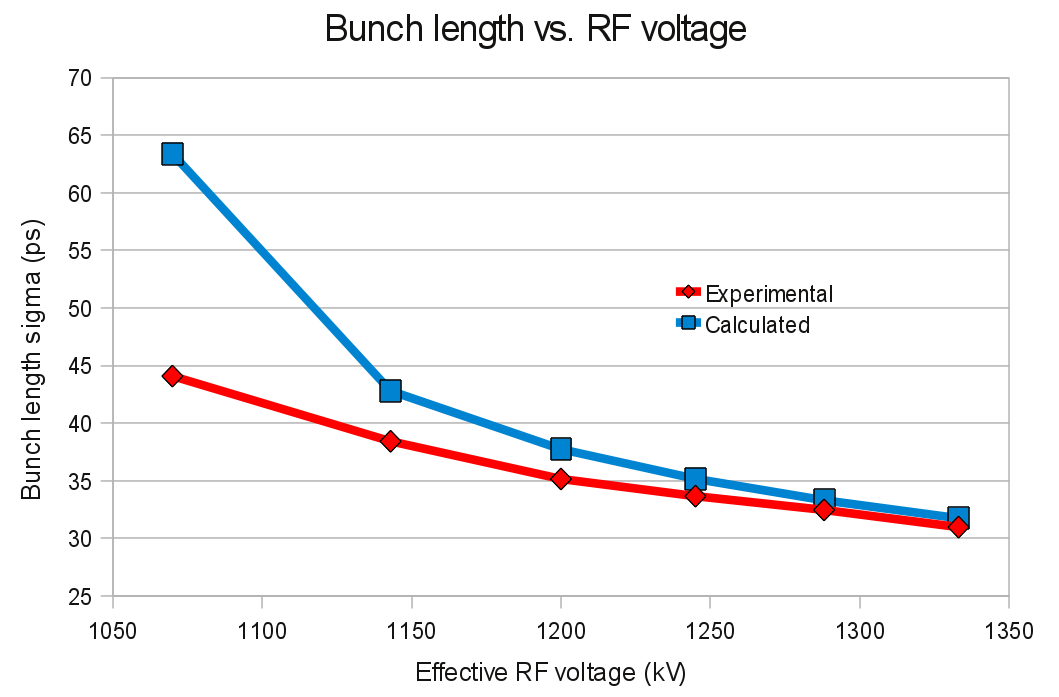 Bunch length vs. RF voltage
70
65
60
55
50
45
40
35
30
25
Bunch length sigma (ps)
Experimental
Calculated
1050 1100 1150 1200 1250 1300 1350
Effective RF voltage (kV)